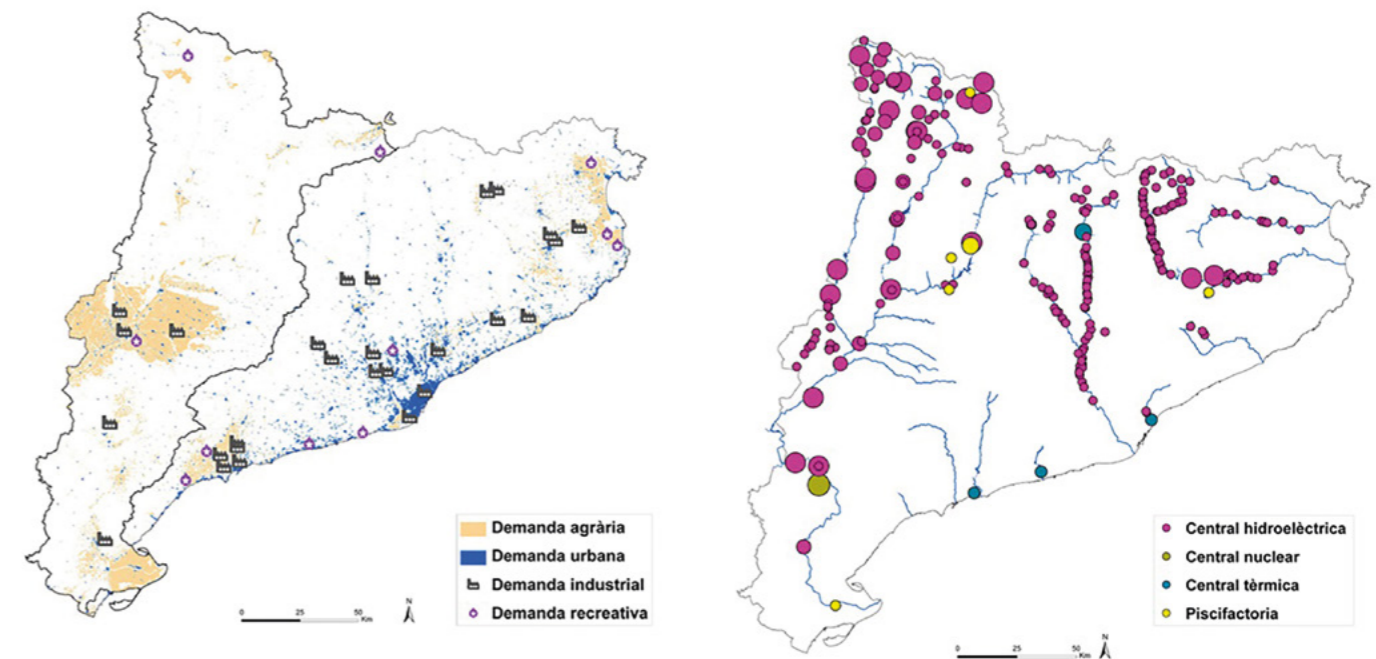 Demanda agrària
Demanda urbana
Demanda industrial
Demanda recreativa
0 25 50
Km
N
Central hidroelèctrica
Central nuclear
Central tèrmica
Piscifactoria
0 25 50
Km
N